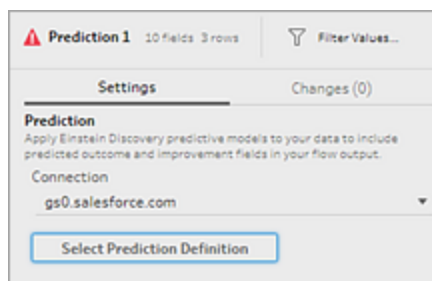 Prediction 1 10 fields 3 rows Filter Values...
Settings Changes (0)
Prediction
Apply Einstein Discovery predictive models to your data to include
predicted outcome and improvement fields in your flow output.
Connection
gs0.salesforce.com
Select Prediction Definition